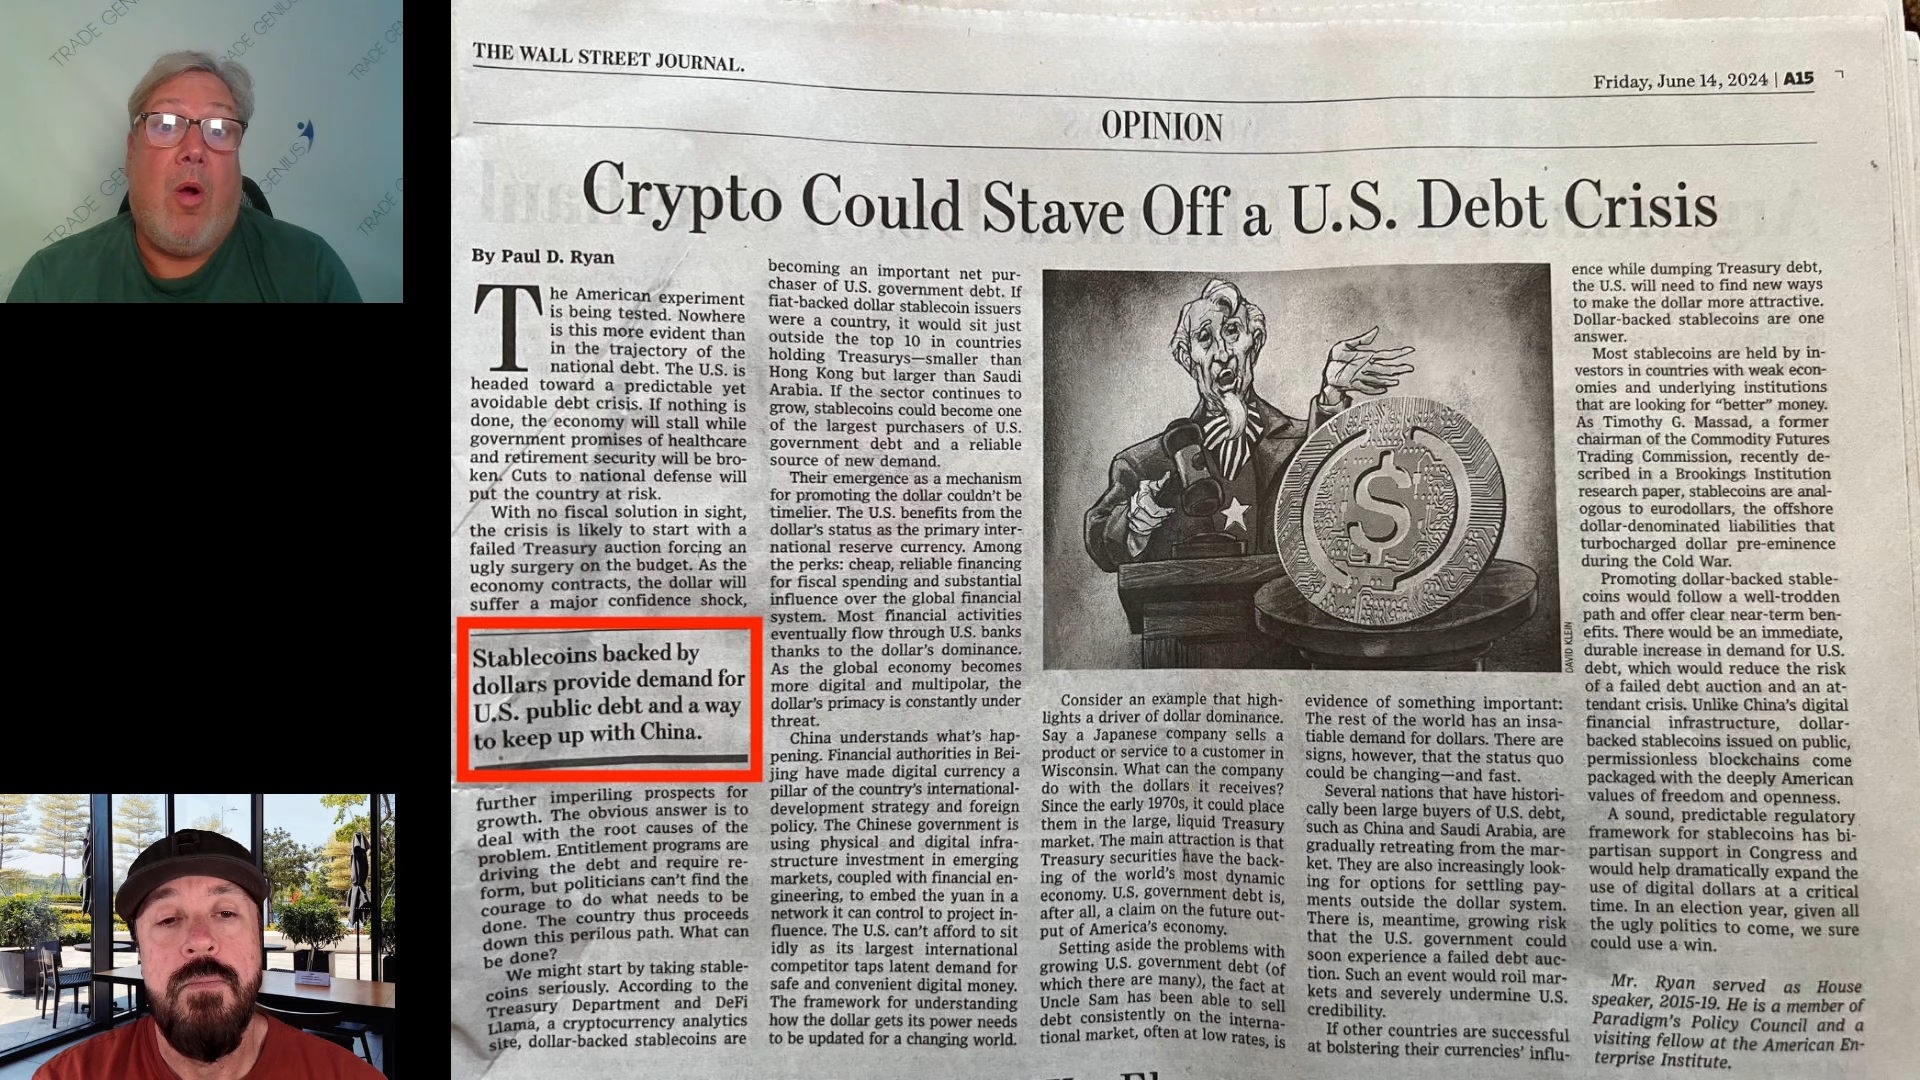 TRADE GENIUS
TRADE GENIUS
TRADE GEN
TRADE GE
GENIUS
TRADE
THE WALL STREET JOURNAL.
Friday, June 14, 2024 | A15
OPINION
Crypto Could Stave Off a U.S. Debt Crisis
By Paul D. Ryan
The American experiment
is being tested. Nowhere
is this more evident than
in the trajectory of the
national debt. The U.S. is
headed toward a predictable yet
avoidable debt crisis. If nothing is
done, the economy will stall while
government promises of healthcare
and retirement security will be bro-
ken. Cuts to national defense will
put the country at risk.
With no fiscal solution in sight,
the crisis is likely to start with a
failed Treasury auction forcing an
ugly surgery on the budget. As the
economy contracts, the dollar will
suffer a major confidence shock,
Stablecoins backed by
dollars provide demand for
U.S. public debt and a way
to keep up with China.
further imperiling prospects for
growth. The obvious answer is to
deal with the root causes of the
problem. Entitlement programs are
driving the debt and require re-
form, but politicians can't find the
courage to do what needs to be
done. The country thus proceeds
down this perilous path. What can
be done?
We might start by taking stable-
coins seriously. According to the
Treasury Department and DeFi
Llama, a cryptocurrency analytics
site, dollar-backed stablecoins are
becoming an important net pur-
chaser of U.S. government debt. If
fiat-backed dollar stablecoin issuers
were a country, it would sit just
outside the top 10 in countries
holding Treasurys—smaller than
Hong Kong but larger than Saudi
Arabia. If the sector continues to
grow, stablecoins could become one
of the largest purchasers of U.S.
government debt and a reliable
source of new demand.
Their emergence as a mechanism
for promoting the dollar couldn't be
timelier. The U.S. benefits from the
dollar's status as the primary inter-
national reserve currency. Among
the perks: cheap, reliable financing
for fiscal spending and substantial
influence over the global financial
system. Most financial activities
eventually flow through U.S. banks
thanks to the dollar's dominance.
As the global economy becomes
more digital and multipolar, the
dollar's primacy is constantly under
threat.
China understands what's hap-
pening. Financial authorities in Bei-
jing have made digital currency a
pillar of the country's international-
development strategy and foreign
policy. The Chinese government is
using physical and digital infra-
structure investment in emerging
markets, coupled with financial en-
gineering, to embed the yuan in a
network it can control to project in-
fluence. The U.S. can't afford to sit
idly as its largest international
competitor taps latent demand for
safe and convenient digital money.
The framework for understanding
how the dollar gets its power needs
to be updated for a changing world.
DAVID KLEIN
Consider an example that high-
lights a driver of dollar dominance.
Say a Japanese company sells a
product or service to a customer in
Wisconsin. What can the company
do with the dollars it receives?
Since the early 1970s, it could place
them in the large, liquid Treasury
market. The main attraction is that
Treasury securities have the back-
ing of the world's most dynamic
economy. U.S. government debt is,
after all, a claim on the future out-
put of America's economy.
Setting aside the problems with
growing U.S. government debt (of
which there are many), the fact at
Uncle Sam has been able to sell
debt consistently on the interna-
tional market, often at low rates, is
evidence of something important:
The rest of the world has an insa-
tiable demand for dollars. There are
signs, however, that the status quo
could be changing—and fast.
Several nations that have histori-
cally been large buyers of U.S. debt,
such as China and Saudi Arabia, are
gradually retreating from the mar-
ket. They are also increasingly look-
ing for options for settling pay-
ments outside the dollar system.
There is, meantime, growing risk
that the U.S. government could
soon experience a failed debt auc-
tion. Such an event would roil mar-
kets and severely undermine U.S.
credibility.
If other countries are successful
at bolstering their currencies' influ-
ence while dumping Treasury debt,
the U.S. will need to find new ways
to make the dollar more attractive.
Dollar-backed stablecoins are one
answer.
Most stablecoins are held by in-
vestors in countries with weak econ-
omies and underlying institutions
that are looking for "better" money.
As Timothy G. Massad, a former
chairman of the Commodity Futures
Trading Commission, recently de-
scribed in a Brookings Institution
research paper, stablecoins are anal-
ogous to eurodollars, the offshore
dollar-denominated liabilities that
turbocharged dollar pre-eminence
during the Cold War.
Promoting dollar-backed stable-
coins would follow a well-trodden
path and offer clear near-term ben-
efits. There would be an immediate,
durable increase in demand for U.S.
debt, which would reduce the risk
of a failed debt auction and an at-
tendant crisis. Unlike China's digital
financial infrastructure, dollar-
backed stablecoins issued on public,
permissionless blockchains come
packaged with the deeply American
values of freedom and openness.
A sound, predictable regulatory
framework for stablecoins has bi-
partisan support in Congress and
would help dramatically expand the
use of digital dollars at a critical
time. In an election year, given all
the ugly politics to come, we sure
could use a win.
Mr. Ryan served as House
speaker, 2015-19. He is a member of
Paradigm's Policy Council and a
visiting fellow at the American En-
terprise Institute.